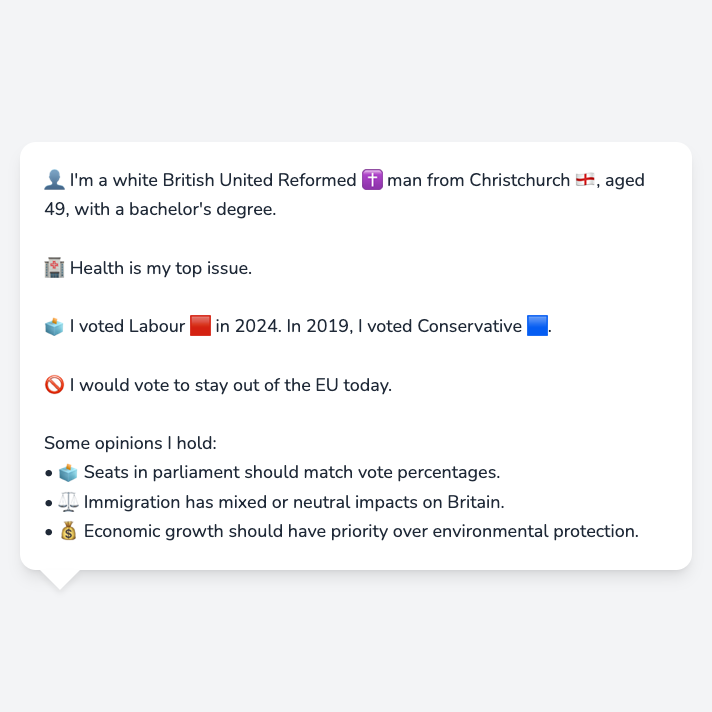 👤 I'm a white British United Reformed ✝️ man from Christchurch 🏴󠁧󠁢󠁥󠁮󠁧󠁿, aged
49, with a bachelor's degree.
🏥 Health is my top issue.
🗳️ I voted Labour 🟥 in 2024. In 2019, I voted Conservative 🟦.
🚫 I would vote to stay out of the EU today.
Some opinions I hold:
• 🗳️ Seats in parliament should match vote percentages.
• ⚖️ Immigration has mixed or neutral impacts on Britain.
• 💰 Economic growth should have priority over environmental protection.